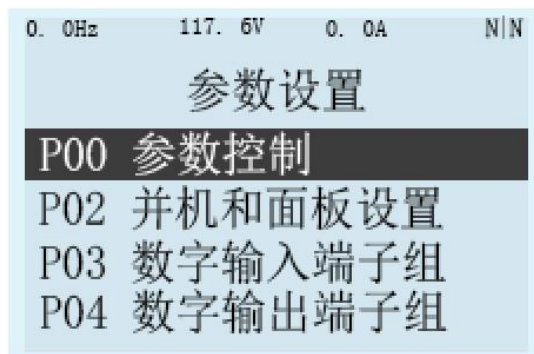 0. 0Hz 117. 6V 0. 0A N|N
参数设置
P00 参数控制
P02 并机和面板设置
P03 数字输入端子组
P04 数字输出端子组